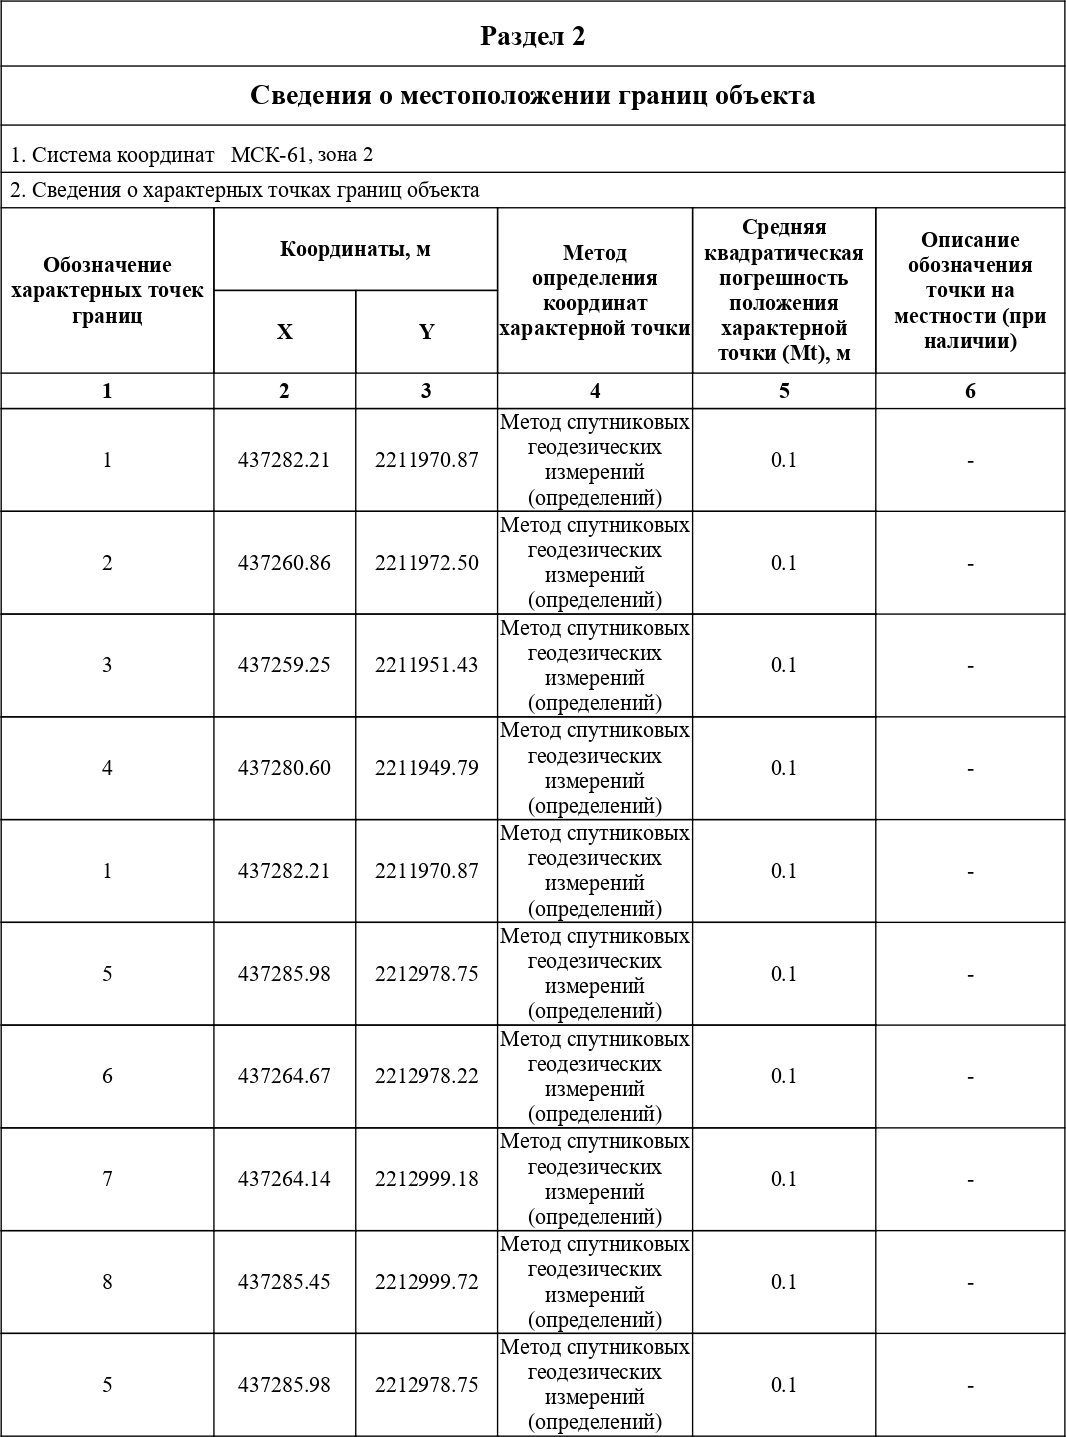 Раздел 2
Сведения о местоположении границ объекта
1. Система координат МСК-61, зона 2
2. Сведения о характерных точках границ объекта
Обозначение
характерных точек
границ
Координаты, м
X
Y
Метод
определения
координат
характерной точки
Средняя
квадратическая
погрешность
положения
характерной
точки (Mt), м
Описание
обозначения
точки на
местности (при
наличии)
1 2 3 4 5 6
Метод спутниковых
геодезических
1 437282.21 2211970.87 измерений 0.1 -
(определений)
Метод спутниковых
геодезических
2 437260.86 2211972.50 измерений 0.1 -
(определений)
Метод спутниковых
геодезических
3 437259.25 2211951.43 измерений 0.1 -
(определений)
Метод спутниковых
геодезических
4 437280.60 2211949.79 измерений 0.1 -
(определений)
Метод спутниковых
геодезических
1 437282.21 2211970.87 измерений 0.1 -
(определений)
Метод спутниковых
геодезических
5 437285.98 2212978.75 измерений 0.1 -
(определений)
Метод спутниковых
геодезических
6 437264.67 2212978.22 измерений 0.1 -
(определений)
Метод спутниковых
геодезических
7 437264.14 2212999.18 измерений 0.1 -
(определений)
Метод спутниковых
геодезических
8 437285.45 2212999.72 измерений 0.1 -
(определений)
Метод спутниковых
геодезических
5 437285.98 2212978.75 измерений 0.1 -
(определений)